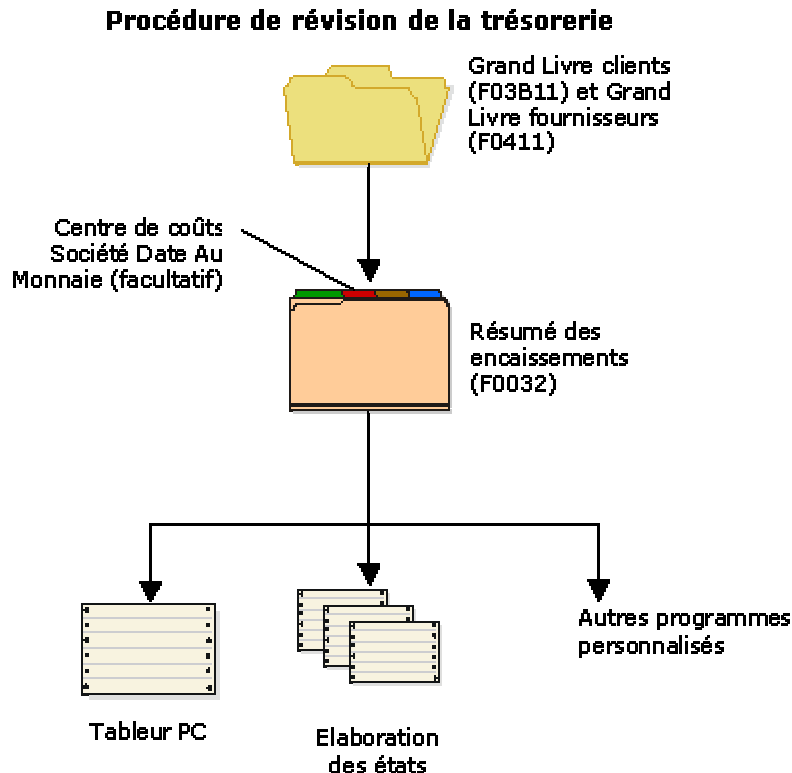 Procédure de révision de la trésorerie
Grand Livre clients
(F03B11) et Grand
Livre fournisseurs
(F0411)
Centre de coûts
Société Date Au
Monnaie (facultatif)
Résumé des
encaissements
(F0032)
Tableur PC
Elaboration
des états
Autres programmes
personnalisés